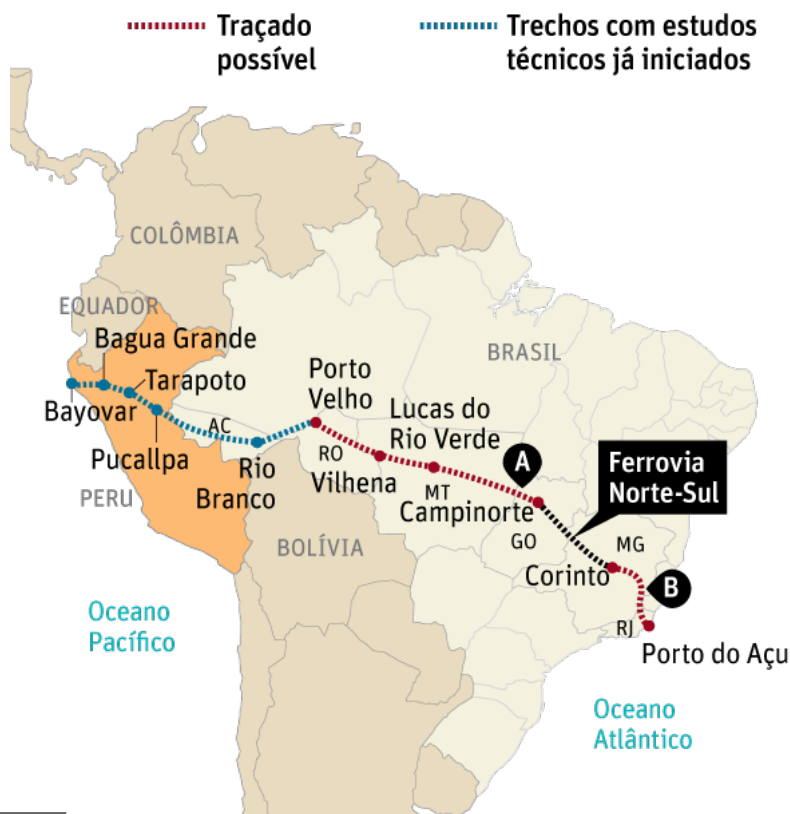 Traçado
possível
Trechos com estudos
técnicos já iniciados
COLÔMBIA
EQUADOR
Bagua Grande
BRASIL
Tarapoto
Porto
Velho
Bayovar
Lucas do
Rio Verde
AC
Pucallpa
RO
Rio
Branco
Vilhena
A
Ferrovia
Norte-Sul
PERU
MT
Campinorte
GO
MG
BOLÍVIA
Corinto
B
Oceano
Pacífico
RJ
Porto do Açu
Oceano
Atlântico